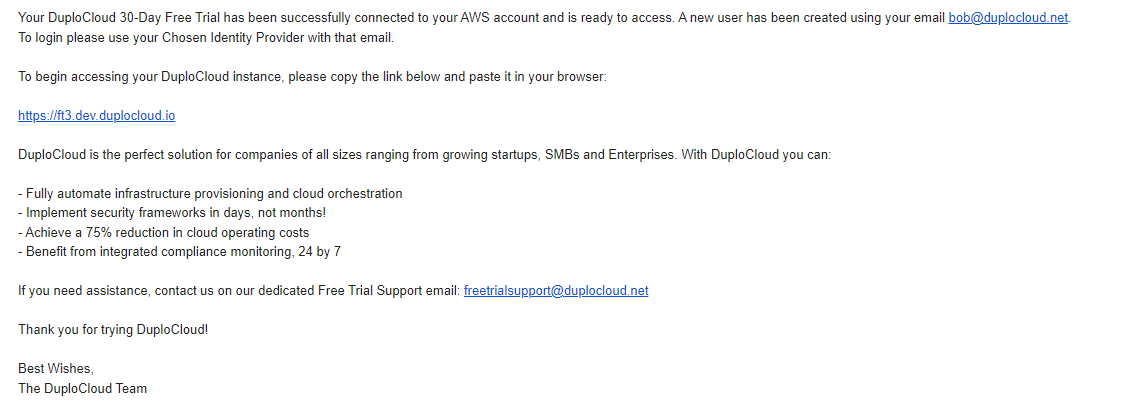 Your DuploCloud 30-Day Free Trial has been successfully connected to your AWS account and is ready to access. A new user has been created using your email bob@duplocloud.net.
To login please use your Chosen Identity Provider with that email.
To begin accessing your DuploCloud instance, please copy the link below and paste it in your browser:
https://ft3.dev.duplocloud.io
DuploCloud is the perfect solution for companies of all sizes ranging from growing startups, SMBs and Enterprises. With DuploCloud you can:
- Fully automate infrastructure provisioning and cloud orchestration
- Implement security frameworks in days, not months!
- Achieve a 75% reduction in cloud operating costs
- Benefit from integrated compliance monitoring, 24 by 7
If you need assistance, contact us on our dedicated Free Trial Support email: freetrialsupport@duplocloud.net
Thank you for trying DuploCloud!
Best Wishes,
The DuploCloud Team